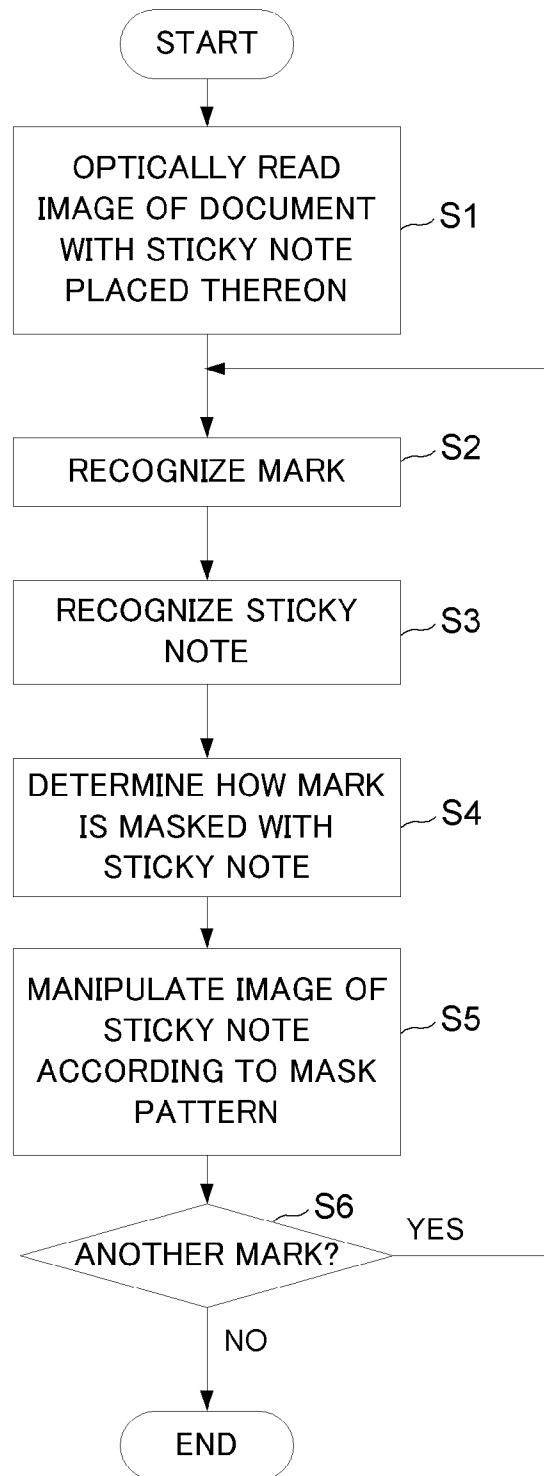 START
OPTICALLY READ
IMAGE OF DOCUMENT
WITH STICKY NOTE
PLACED THEREON
S1
RECOGNIZE MARK
S2
RECOGNIZE STICKY
NOTE
S3
DETERMINE HOW MARK
IS MASKED WITH
STICKY NOTE
S4
MANIPULATE IMAGE OF
STICKY NOTE
ACCORDING TO MASK
PATTERN
S5
S6
ANOTHER MARK?
YES
NO
END